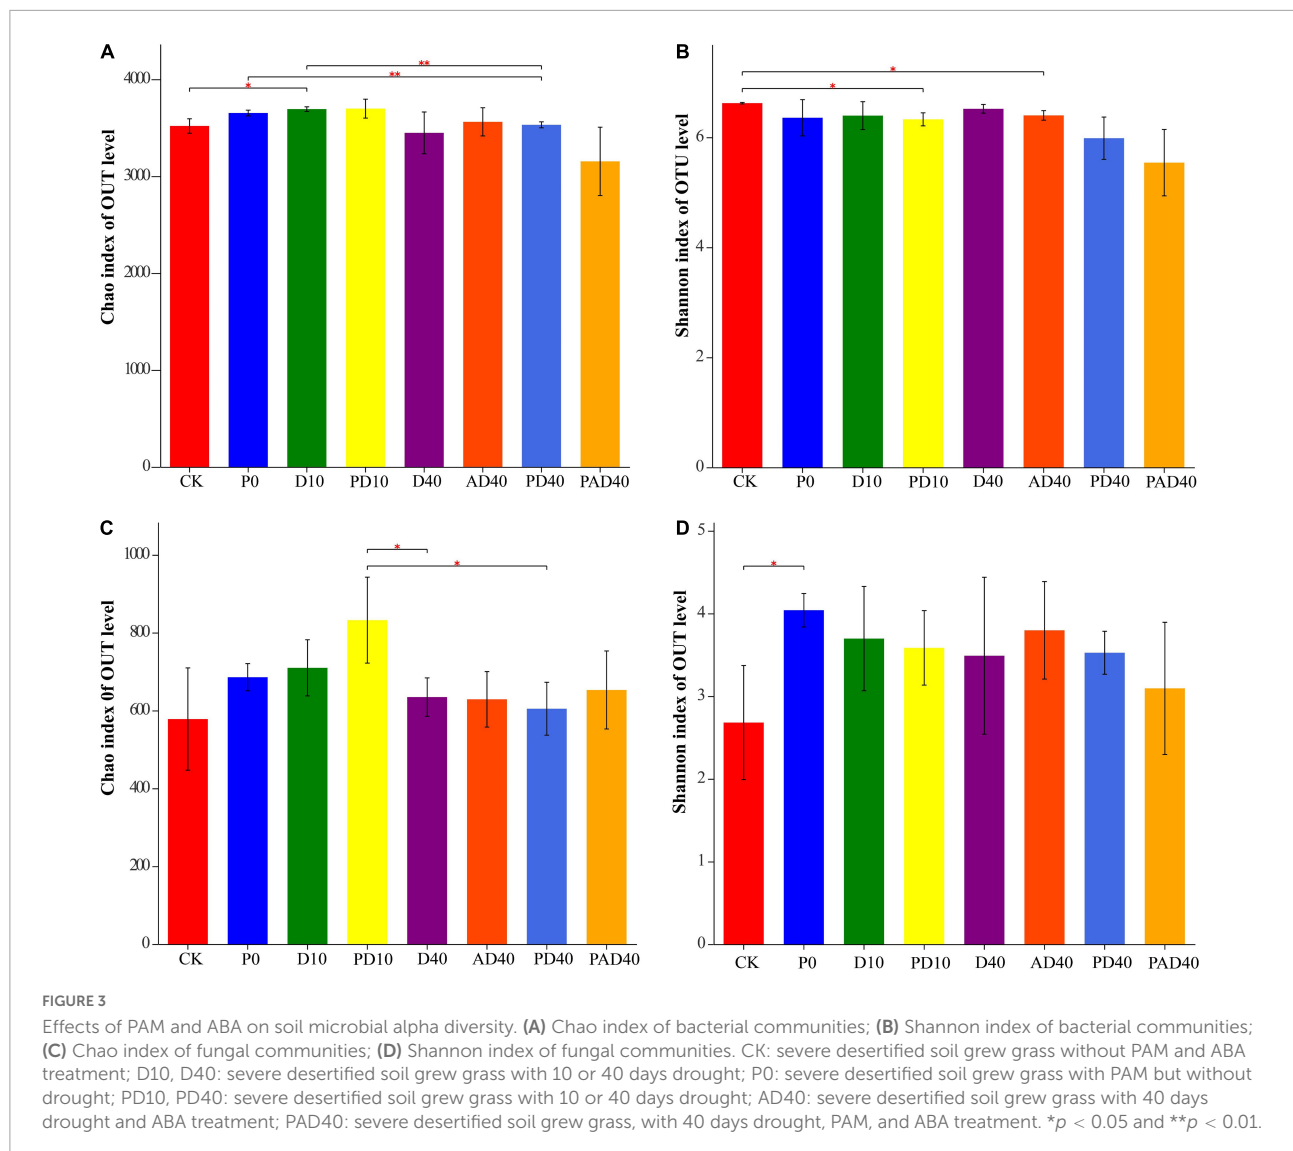 A
Chao index of OUT level
4000
3000
2000
1000
0
*
**
**
CK P0 D10 PD10 D40 AD40 PD40 PAD40
B
Shannon index of OTU level
6
4
2
0
*
*
CK P0 D10 PD10 D40 AD40 PD40 PAD40
C
Chao index 0f OUT level
1000
800
600
400
200
0
*
*
CK P0 D10 PD10 D40 AD40 PD40 PAD40
D
Shannon index of OUT level
5
4
3
2
1
0
*
CK P0 D10 PD10 D40 AD40 PD40 PAD40
FIGURE 3
Effects of PAM and ABA on soil microbial alpha diversity. (A) Chao index of bacterial communities; (B) Shannon index of bacterial communities;
(C) Chao index of fungal communities; (D) Shannon index of fungal communities. CK: severe desertified soil grew grass without PAM and ABA
treatment; D10, D40: severe desertified soil grew grass with 10 or 40 days drought; P0: severe desertified soil grew grass with PAM but without
drought; PD10, PD40: severe desertified soil grew grass with 10 or 40 days drought; AD40: severe desertified soil grew grass with 40 days
drought and ABA treatment; PAD40: severe desertified soil grew grass, with 40 days drought, PAM, and ABA treatment. *p < 0.05 and **p < 0.01.